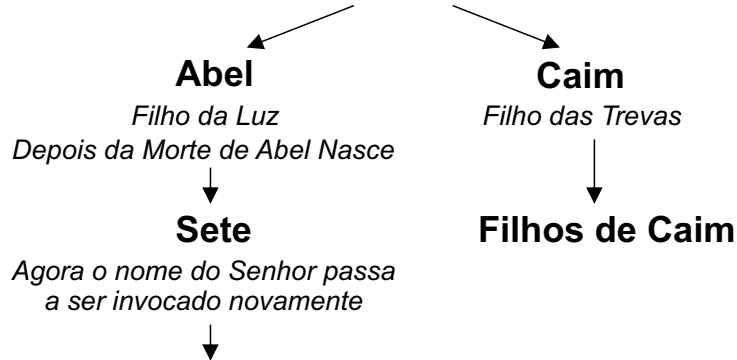 Abel
Filho da Luz
Depois da Morte de Abel Nasce
Sete
Agora o nome do Senhor passa
a ser invocado novamente
Caim
Filho das Trevas
Filhos de Caim